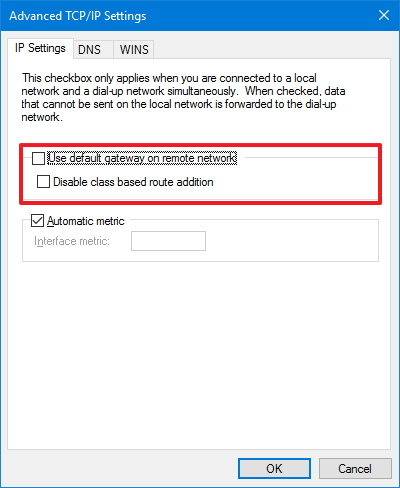 Advanced TCP/IP Settings
IP Settings DNS WINS
This checkbox only applies when you are connected to a local
network and a dial-up network simultaneously. When checked, data
that cannot be sent on the local network is forwarded to the dial-up
network.
Use default gateway on remote network
Disable class based route addition
Automatic metric
Interface metric:
OK Cancel